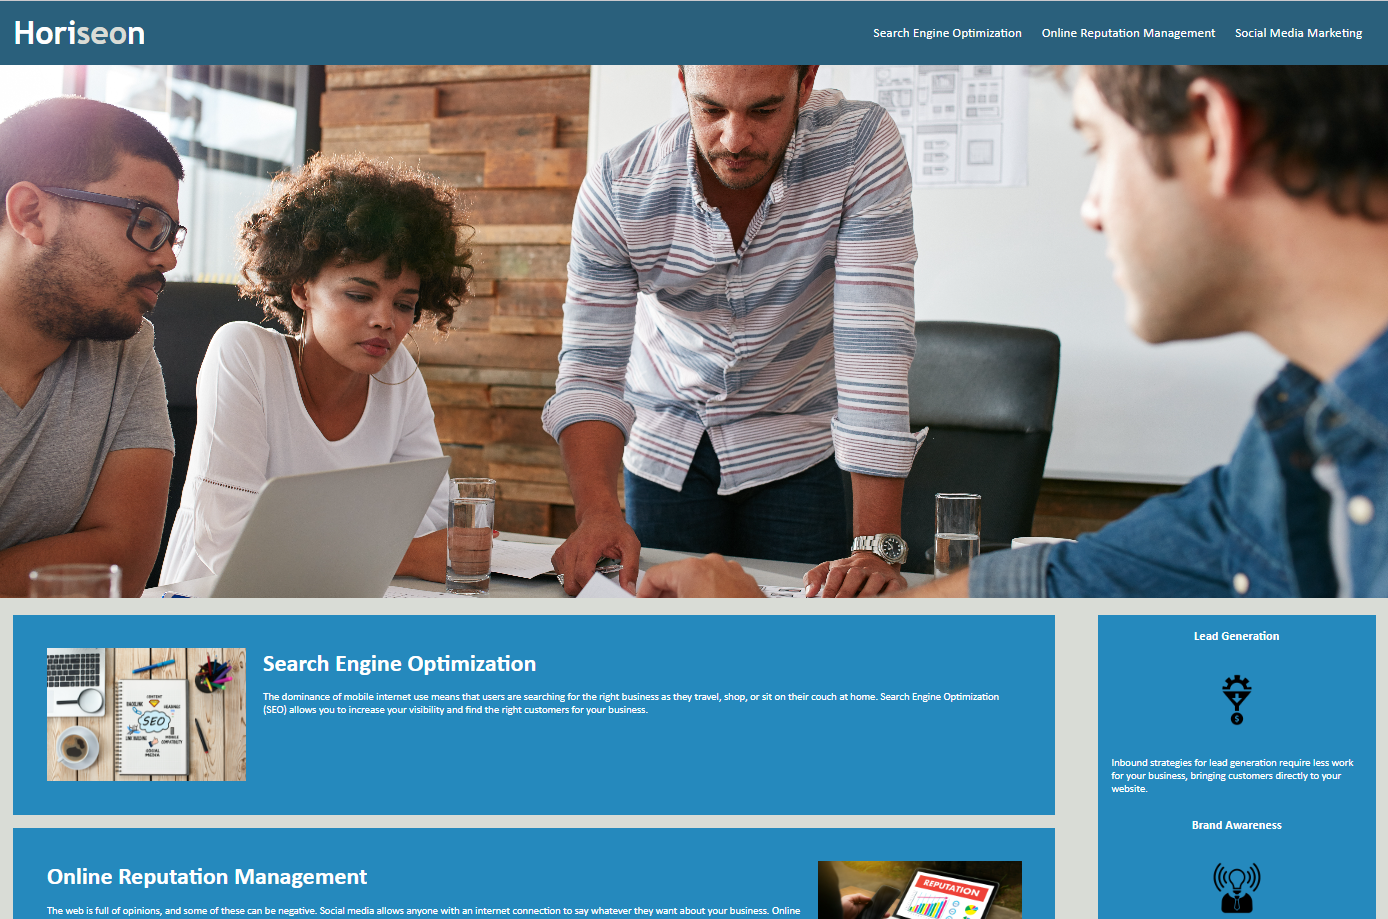 Horiseon
Search Engine Optimization
Online Reputation Management
Social Media Marketing
Search Engine Optimization
The dominance of mobile internet use means that users are searching for the right business as they travel, shop, or sit on their couch at home. Search Engine Optimization
(SEO) allows you to increase your visibility and find the right customers for your business.
SEO
CONTENT
SOCIAL
MEDIA
Lead Generation
$
Inbound strategies for lead generation require less work
for your business, bringing customers directly to your
website.
Brand Awareness
Online Reputation Management
The web is full of opinions, and some of these can be negative. Social media allows anyone with an internet connection to say whatever they want about your business. Online
REPUTATION